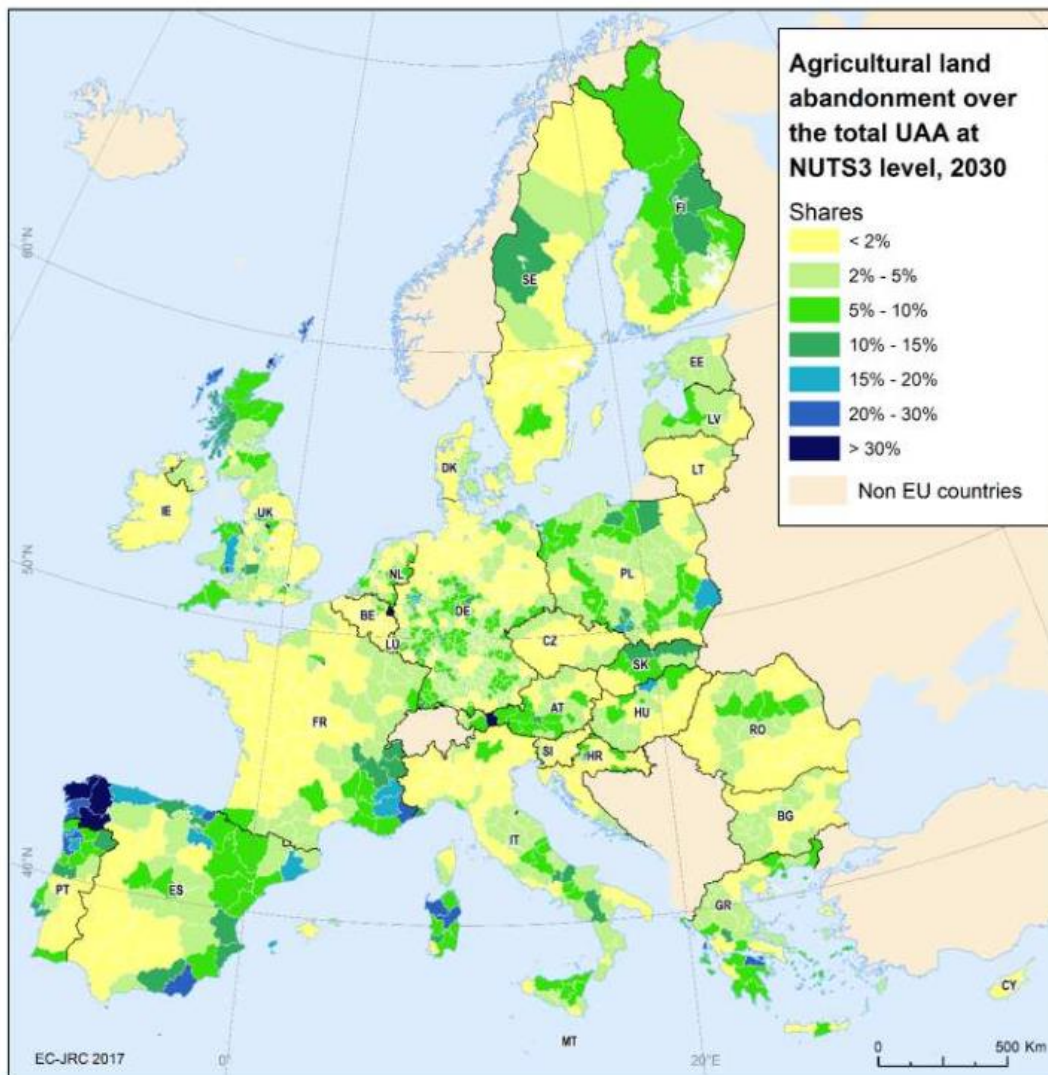 Agricultural land
abandonment over
the total UAA at
NUTS3 level, 2030
Shares
< 2%
2% - 5%
5% - 10%
10% - 15%
15% - 20%
20% - 30%
> 30%
Non EU countries
60°N
50°N
40°N
FI
SE
EE
LV
LT
DK
IE
UK
NL
PL
BE
DE
LU
CZ
SK
FR
AT
HU
RO
SI
HR
BG
IT
PT
ES
GR
CY
MT
EC-JRC 2017
0°
20°E
0
500 Km